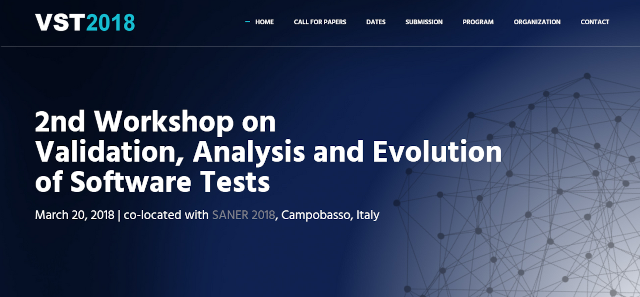 VST2018
HOME CALL FOR PAPERS DATES SUBMISSION PROGRAM ORGANIZATION CONTACT
2nd Workshop on
Validation, Analysis and Evolution
of Software Tests
March 20, 2018 | co-located with SANER 2018, Campobasso, Italy